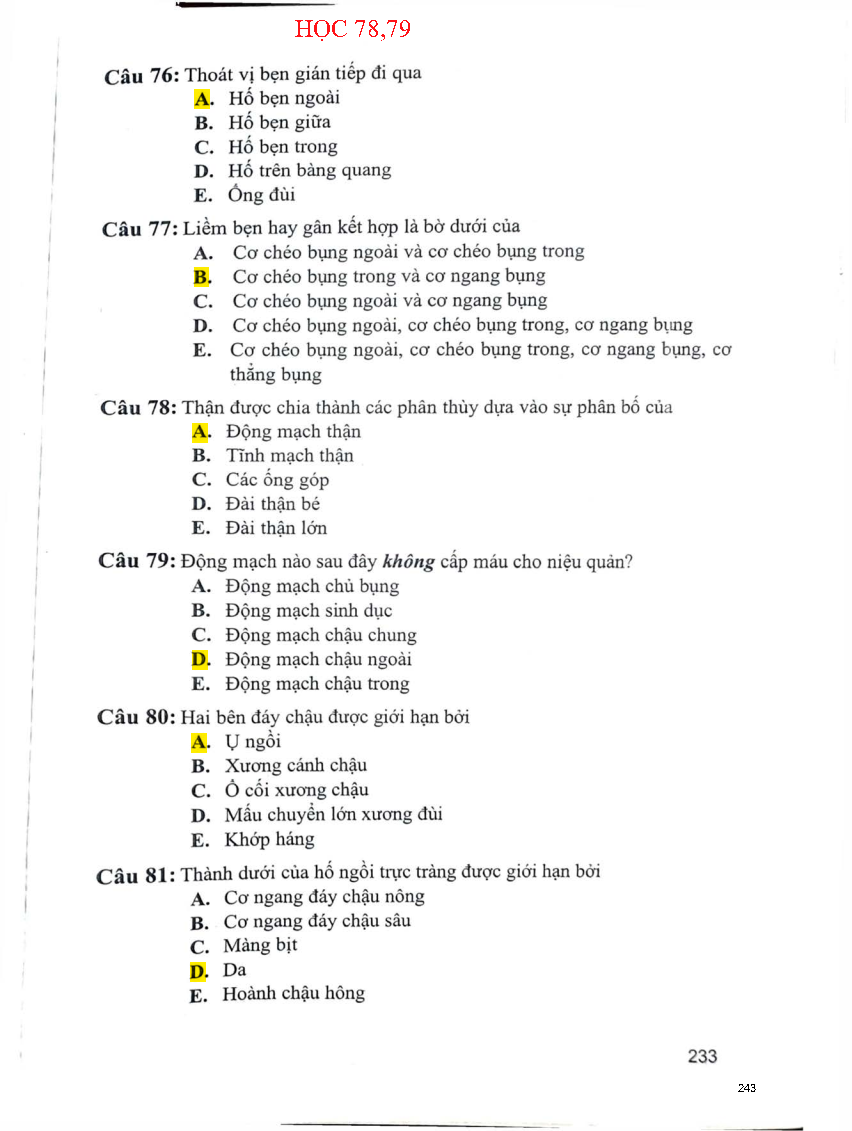 HỌC 78,79
Câu 76: Thoát vị bẹn gián tiếp đi qua
A. Hố bẹn ngoài
B. Hố bẹn giữa
C. Hố bẹn trong
D. Hố trên bàng quang
E. Ống đùi
Câu 77: Liềm bẹn hay gân kết hợp là bờ dưới của
A. Cơ chéo bụng ngoài và cơ chéo bụng trong
B. Cơ chéo bụng trong và cơ ngang bụng
C. Cơ chéo bụng ngoài và cơ ngang bụng
D. Cơ chéo bụng ngoài, cơ chéo bụng trong, cơ ngang bụng
E. Cơ chéo bụng ngoài, cơ chéo bụng trong, cơ ngang bụng, cơ
thẳng bụng
Câu 78: Thận được chia thành các phân thùy dựa vào sự phân bố của
A. Động mạch thận
B. Tĩnh mạch thận
C. Các ống góp
D. Đài thận bé
E. Đài thận lớn
Câu 79: Động mạch nào sau đây không cấp máu cho niệu quản?
A. Động mạch chủ bụng
B. Động mạch sinh dục
C. Động mạch chậu chung
D. Động mạch chậu ngoài
E. Động mạch chậu trong
Câu 80: Hai bên đáy chậu được giới hạn bởi
A. Ụ ngồi
B. Xương cánh chậu
C. Ổ cối xương chậu
D. Mấu chuyển lớn xương đùi
E. Khớp háng
Câu 81: Thành dưới của hố ngồi trực tràng được giới hạn bởi
A. Cơ ngang đáy chậu nông
B. Cơ ngang đáy chậu sâu
C. Màng bịt
D. Da
E. Hoành chậu hông
233
243